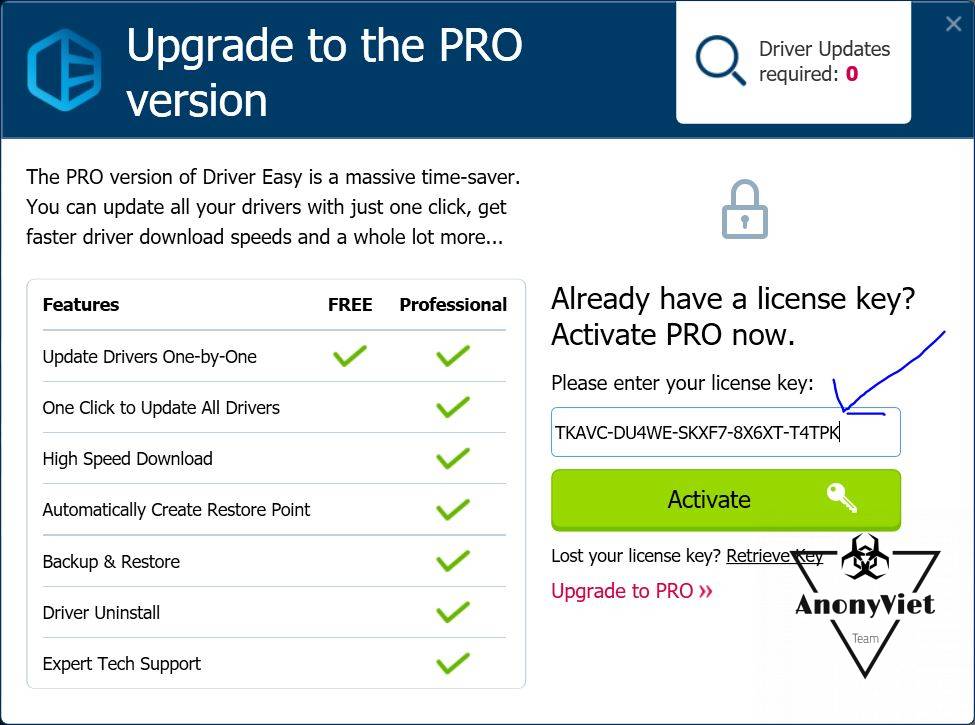 Upgrade to the PRO
version
Driver Updates
required: 0
The PRO version of Driver Easy is a massive time-saver.
You can update all your drivers with just one click, get
faster driver download speeds and a whole lot more...
Features FREE Professional
Update Drivers One-by-One
One Click to Update All Drivers
High Speed Download
Automatically Create Restore Point
Backup & Restore
Driver Uninstall
Expert Tech Support
Already have a license key?
Activate PRO now.
Please enter your license key:
TKAVC-DU4WE-SKXF7-8X6XT-T4TPK
Activate
Lost your license key? Retrieve Key
Upgrade to PRO »
AnonyViet
Team